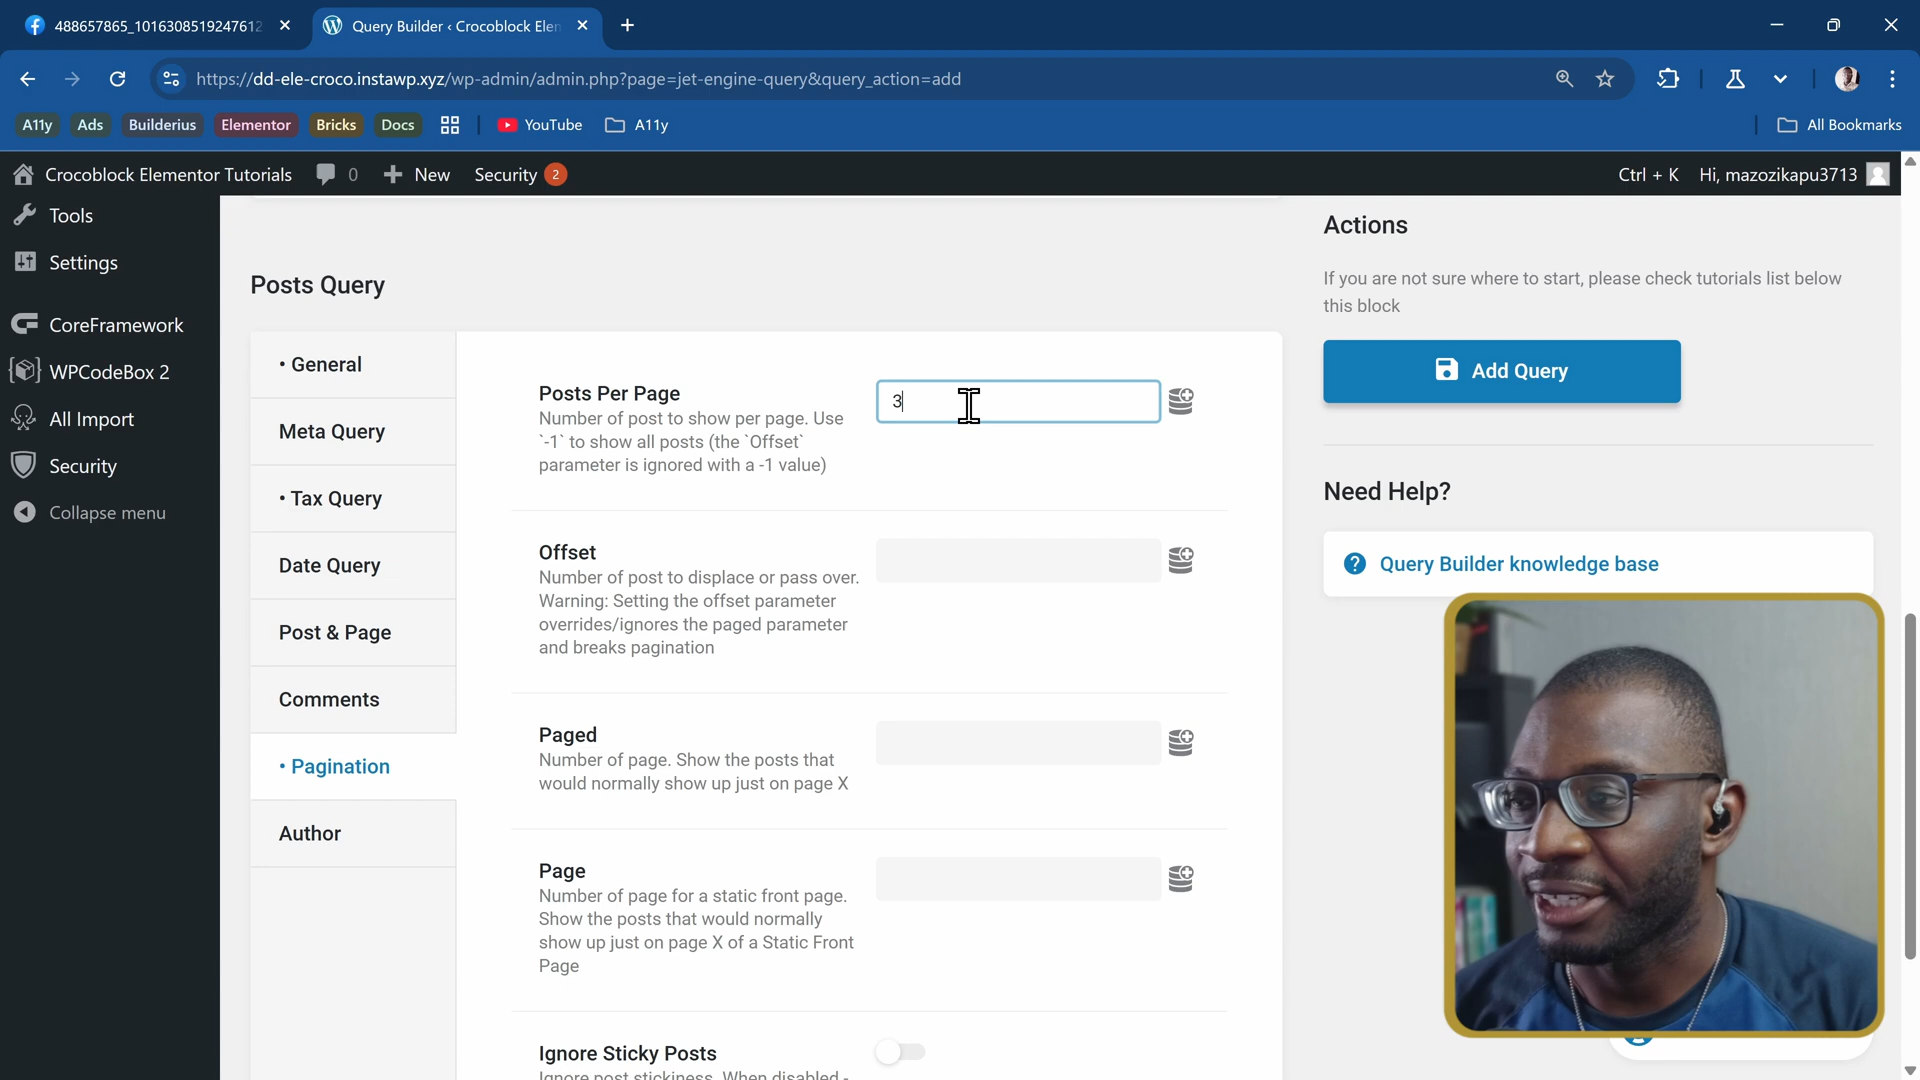 488657865_1016308519247612
Query Builder ‹ Crocoblock Ele
https://dd-ele-croco.instawp.xyz/wp-admin/admin.php?page=jet-engine-query&query_action=add
A11y
Ads
Builderius
Elementor
Bricks
Docs
YouTube
A11y
All Bookmarks
Crocoblock Elementor Tutorials
0
New
Security 2
Ctrl + K
Hi, mazozikapu3713
Tools
Settings
CoreFramework
WPCodeBox 2
All Import
Security
Collapse menu
Posts Query
• General
Meta Query
• Tax Query
Date Query
Post & Page
Comments
• Pagination
Author
Posts Per Page
Number of post to show per page. Use
`-1` to show all posts (the `Offset`
parameter is ignored with a -1 value)
3
Offset
Number of post to displace or pass over.
Warning: Setting the offset parameter
overrides/ignores the paged parameter
and breaks pagination
Paged
Number of page. Show the posts that
would normally show up just on page X
Page
Number of page for a static front page.
Show the posts that would normally
show up just on page X of a Static Front
Page
Ignore Sticky Posts
Ignore post stickiness. When disabled -
Actions
If you are not sure where to start, please check tutorials list below
this block
Add Query
Need Help?
Query Builder knowledge base